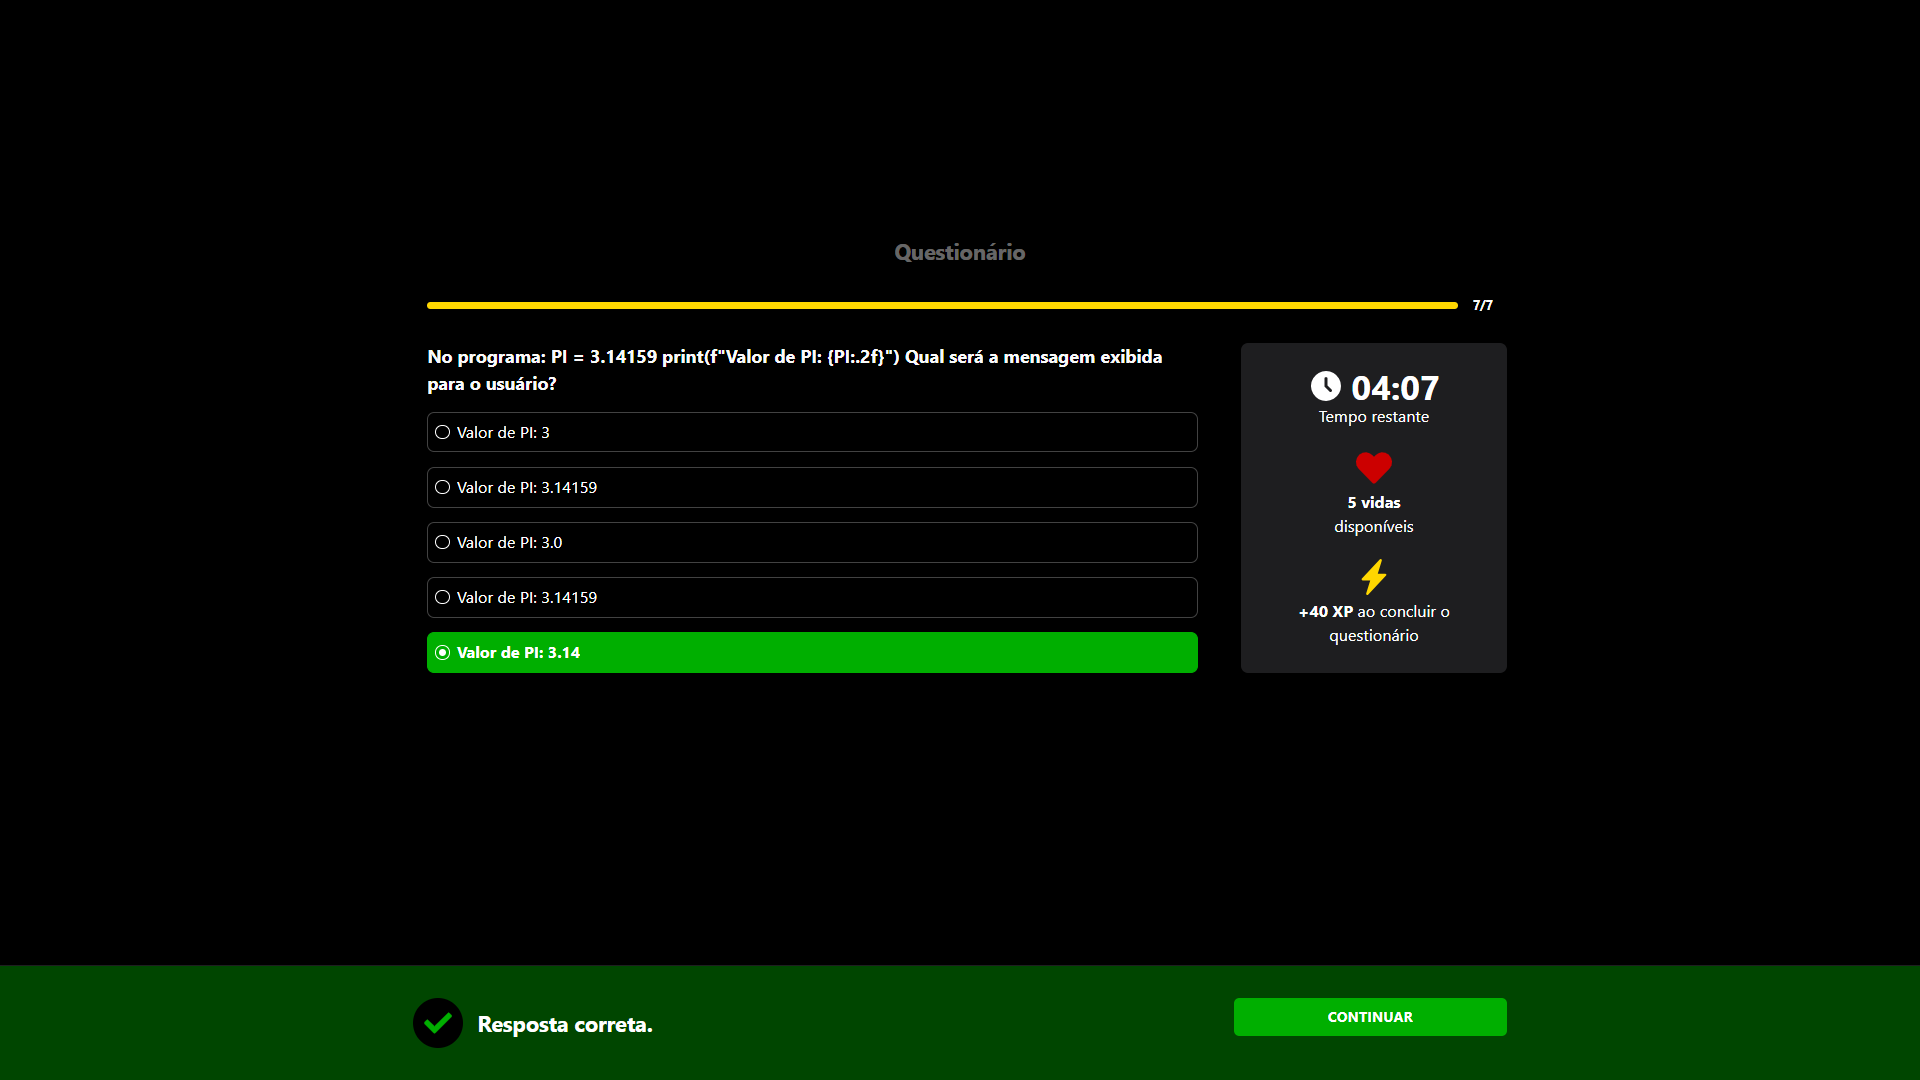 Questionário
7/7
No programa: PI = 3.14159 print(f"Valor de PI: {PI:.2f}") Qual será a mensagem exibida
para o usuário?
Valor de PI: 3
Valor de PI: 3.14159
Valor de PI: 3.0
Valor de PI: 3.14159
Valor de PI: 3.14
04:07
Tempo restante
5 vidas
disponíveis
+40 XP ao concluir o
questionário
Resposta correta.
CONTINUAR